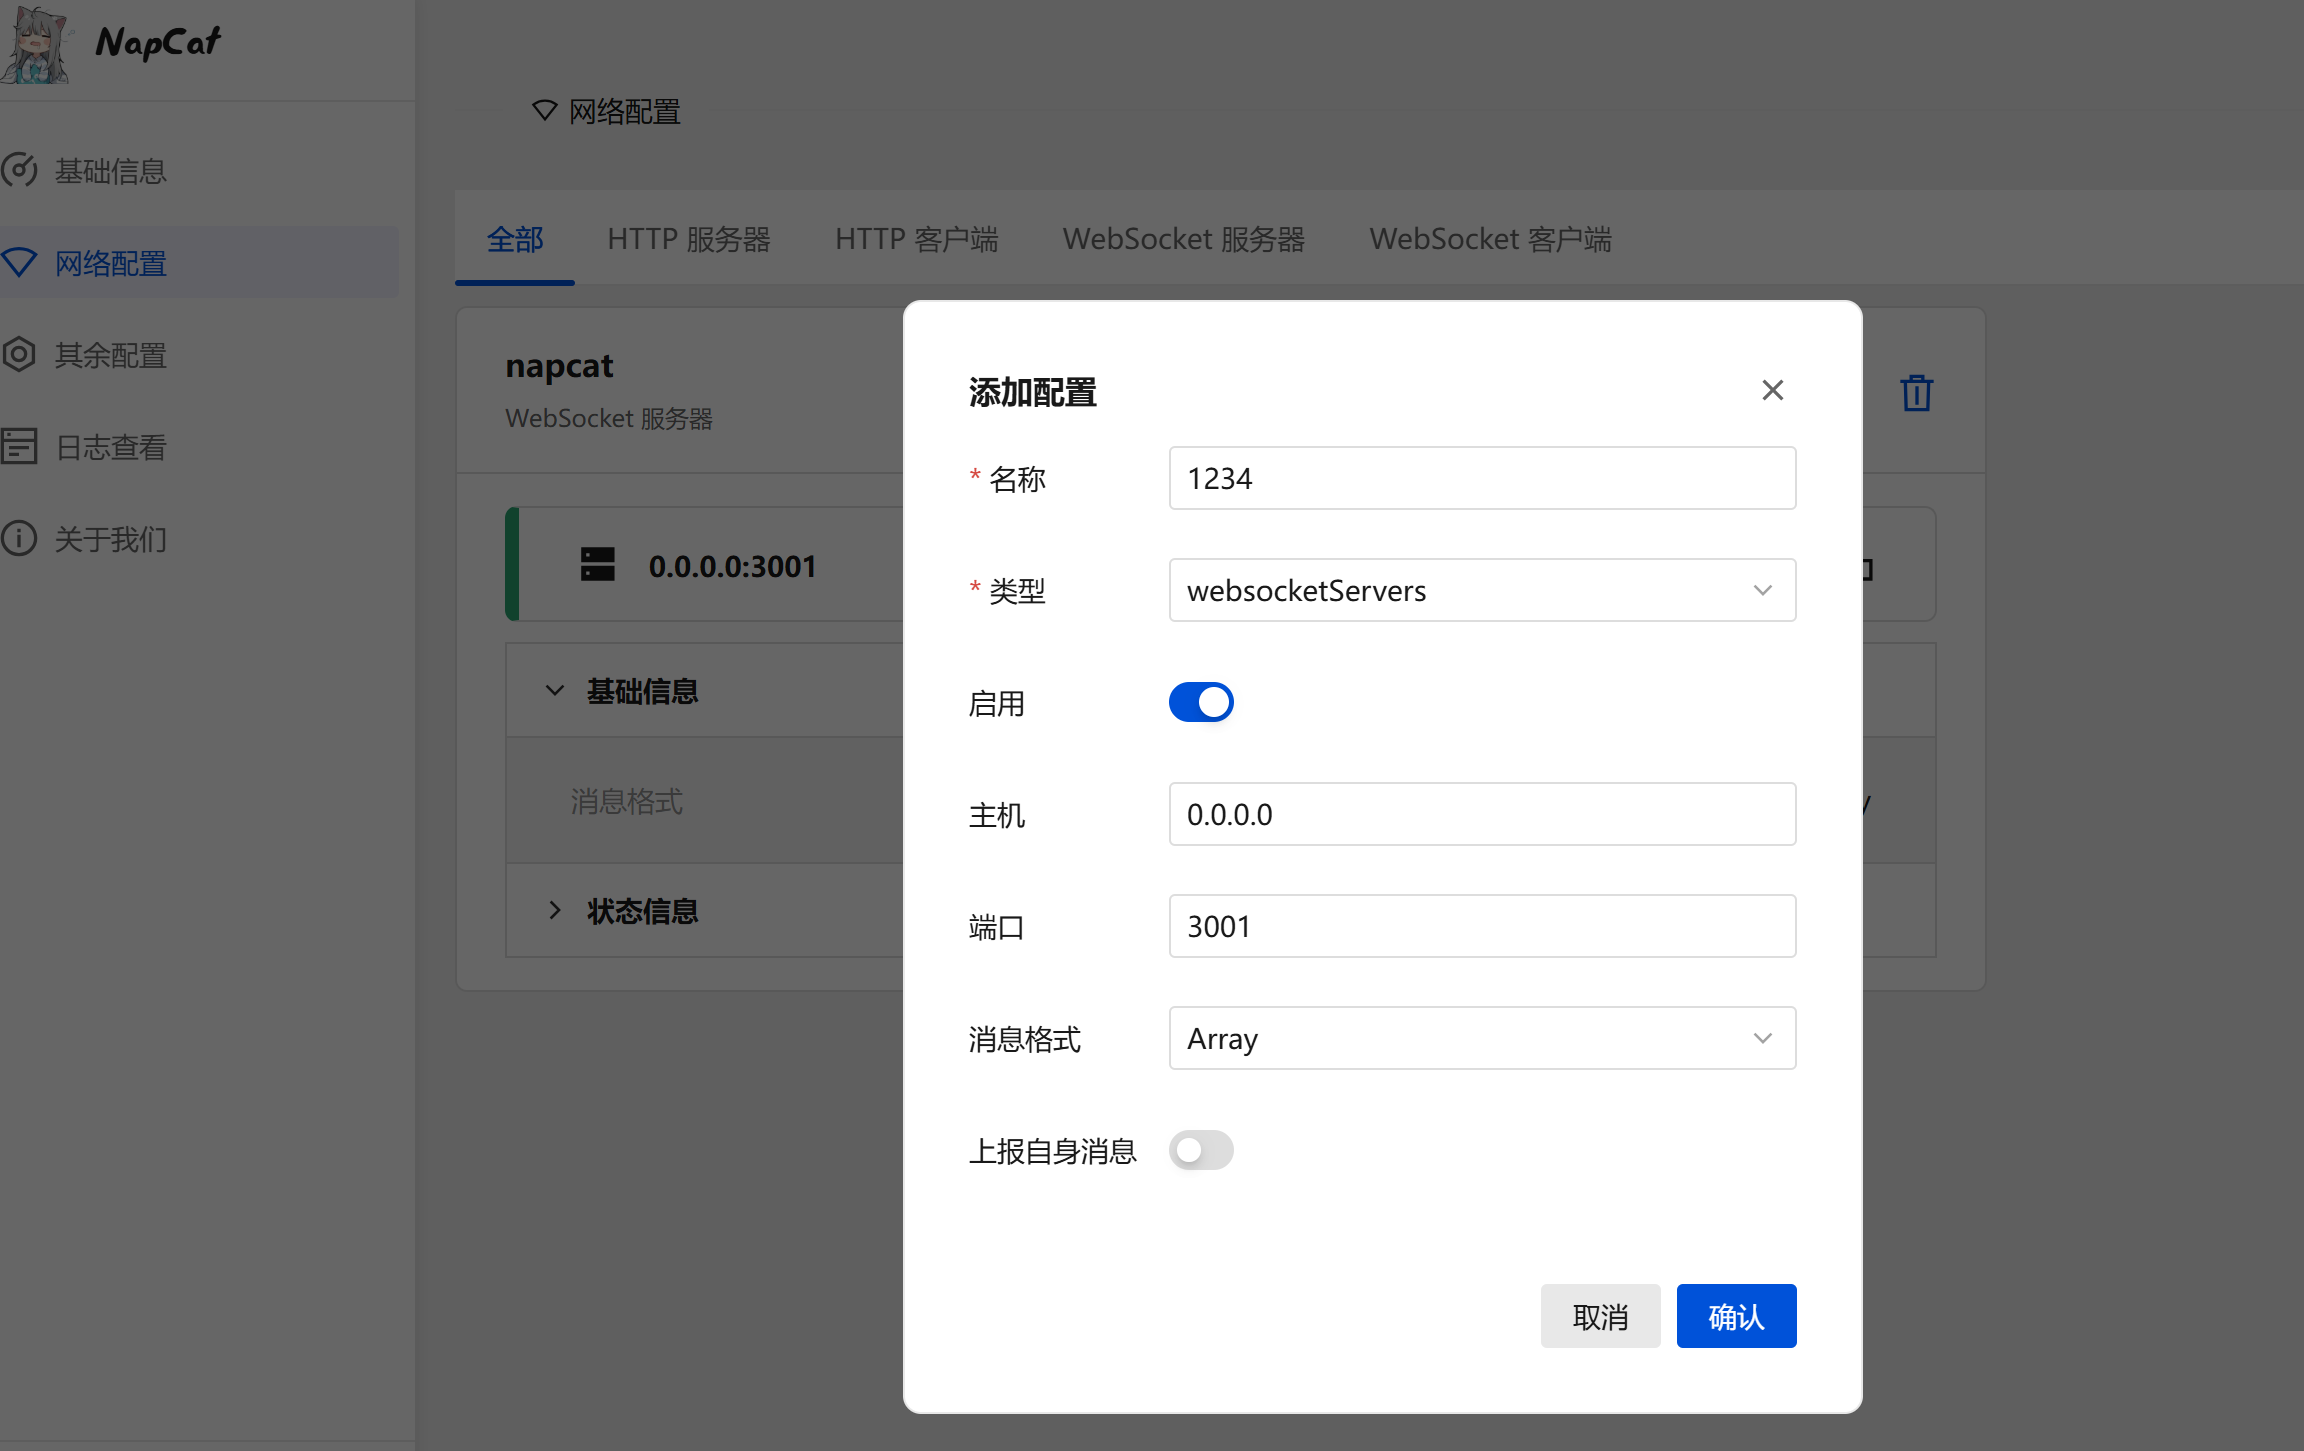 NapCat
基础信息
网络配置
其余配置
日志查看
关于我们
网络配置
全部 HTTP 服务器 HTTP 客户端 WebSocket 服务器 WebSocket 客户端
napcat
WebSocket 服务器
0.0.0.0:3001
基础信息
消息格式
状态信息
添加配置
* 名称 1234
* 类型 websocketServers
启用
主机 0.0.0.0
端口 3001
消息格式 Array
上报自身消息
取消 确认